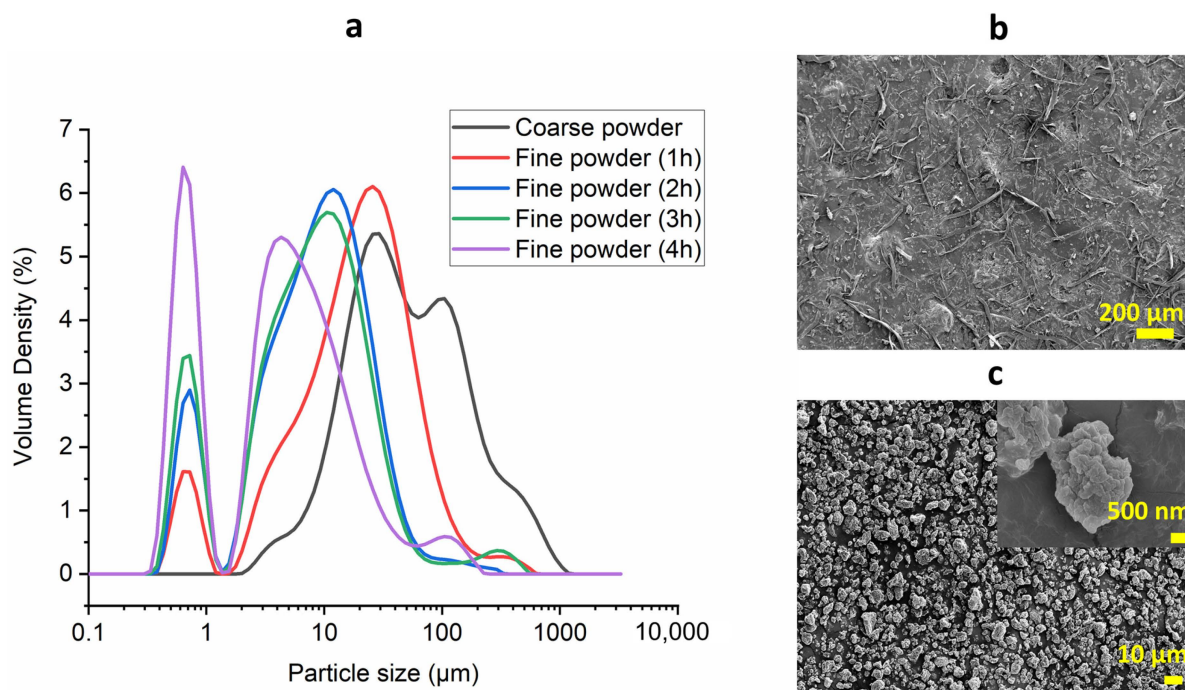 a
Coarse powder
Fine powder (1h)
Fine powder (2h)
Fine powder (3h)
Fine powder (4h)
Volume Density (%)
7
6
5
4
3
2
1
0
0.1
1
10
100
1000
10,000
Particle size (µm)
b
200 µm
c
500 nm
10 µm